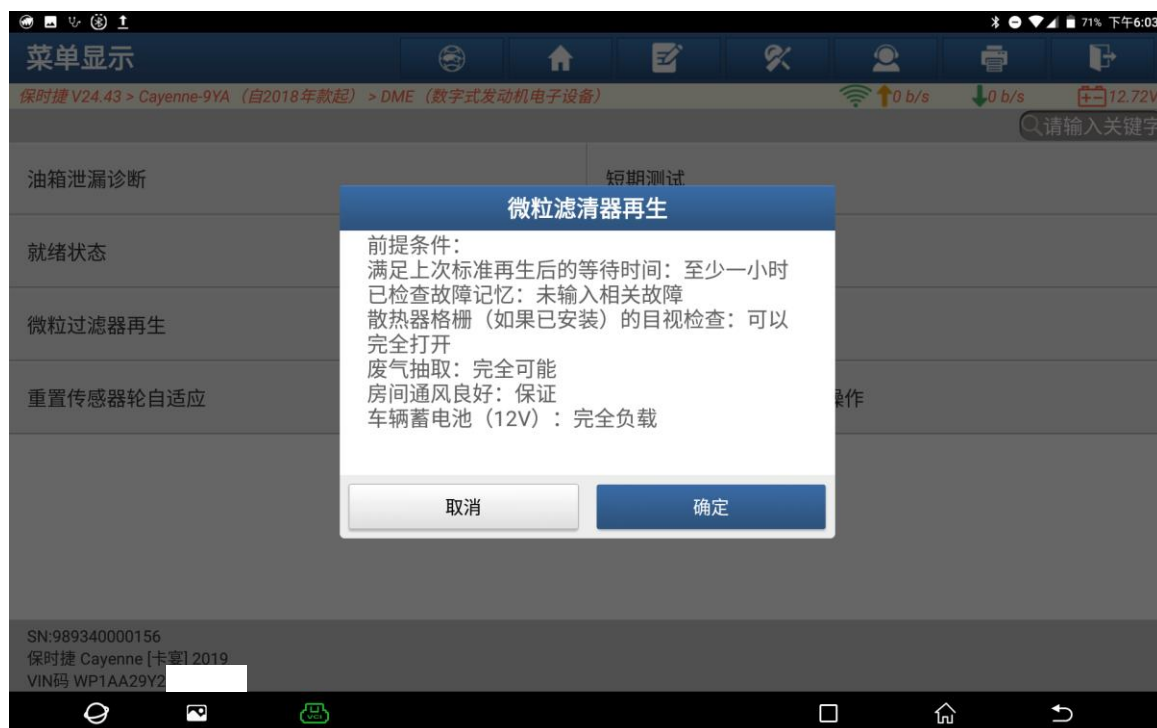 71% 下午6:03
菜单显示
保时捷 V24.43 > Cayenne-9YA（自2018年款起）> DME（数字式发动机电子设备）
0 b/s
0 b/s
12.72V
请输入关键字
油箱泄漏诊断
短期测试
微粒滤清器再生
就绪状态
前提条件：
满足上次标准再生后的等待时间：至少一小时
已检查故障记忆：未输入相关故障
散热器格栅（如果已安装）的目视检查：可以
完全打开
废气抽取：完全可能
房间通风良好：保证
车辆蓄电池（12V）：完全负载
微粒过滤器再生
重置传感器轮自适应
操作
取消
确定
SN:989340000156
保时捷 Cayenne [卡宴] 2019
VIN码 WP1AA29Y2
VCI